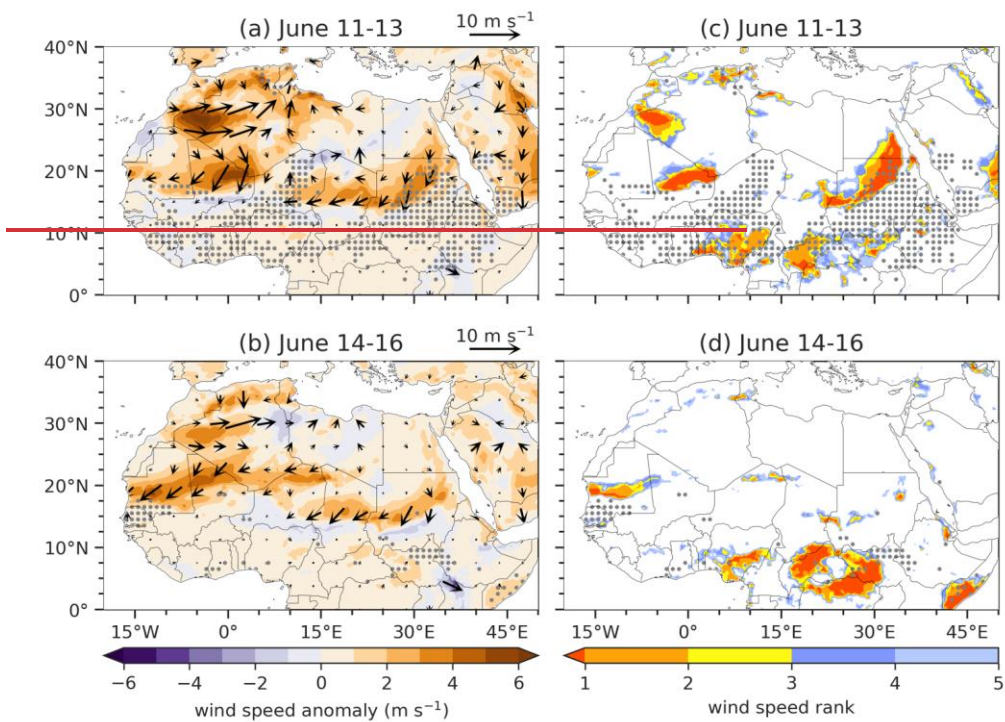 (a) June 11-13
10 m s⁻¹
(c) June 11-13
40°N
30°N
20°N
10°N
0°
(b) June 14-16
10 m s⁻¹
(d) June 14-16
40°N
30°N
20°N
10°N
0°
15°W 0° 15°E 30°E 45°E
15°W 0° 15°E 30°E 45°E
−6 −4 −2 0 2 4 6
wind speed anomaly (m s⁻¹)
1 2 3 4 5
wind speed rank